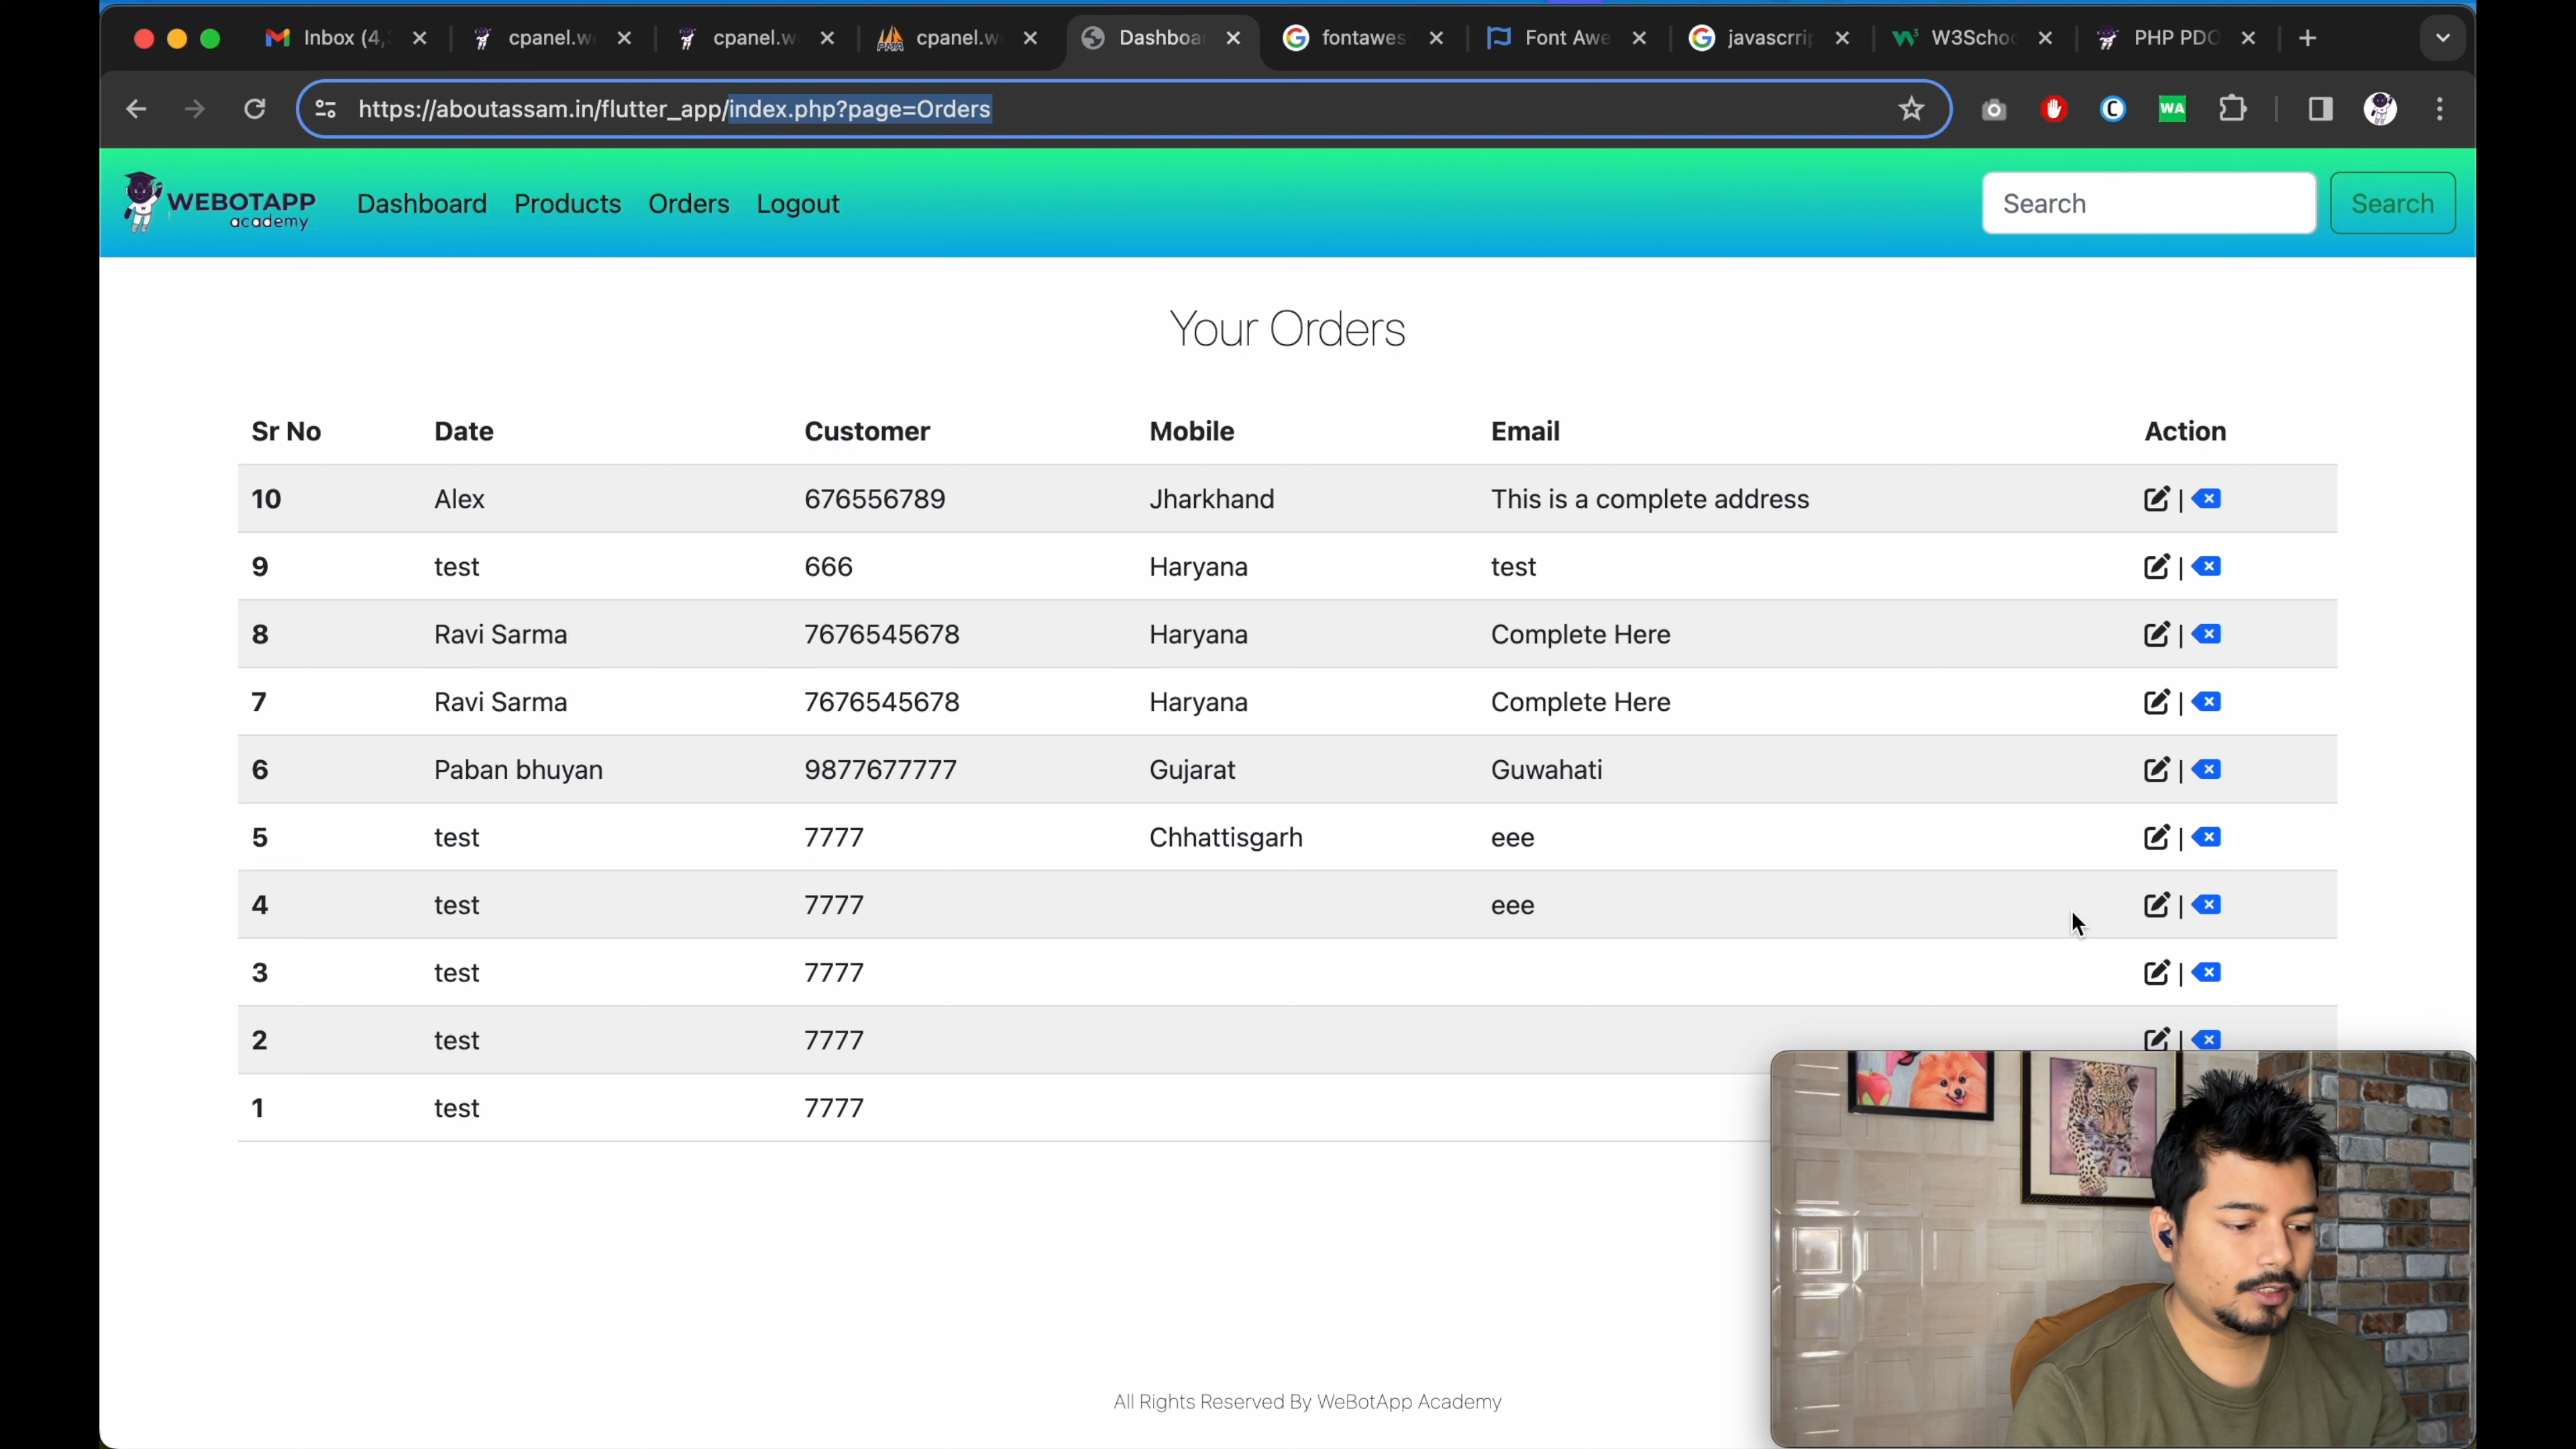 Inbox (4,
cpanel.w
cpanel.w
cpanel.w
Dashboa
fontawes
Font Awe
javascrrip
W3Scho
PHP PDO
https://aboutassam.in/flutter_app/index.php?page=Orders
WA
WEBOTAPP
academy
Dashboard Products Orders Logout
Search
Search
Your Orders
Sr No Date Customer Mobile Email Action
10 Alex 676556789 Jharkhand This is a complete address |
9 test 666 Haryana test |
8 Ravi Sarma 7676545678 Haryana Complete Here |
7 Ravi Sarma 7676545678 Haryana Complete Here |
6 Paban bhuyan 9877677777 Gujarat Guwahati |
5 test 7777 Chhattisgarh eee |
4 test 7777 eee |
3 test 7777 |
2 test 7777 |
1 test 7777
All Rights Reserved By WeBotApp Academy